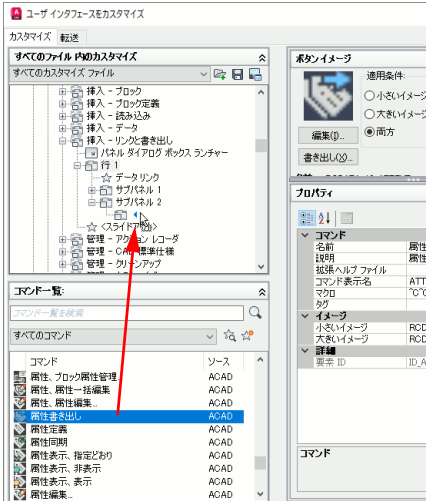 ユーザ インタフェースをカスタマイズ
カスタマイズ 転送
すべてのファイル 内のカスタマイズ
すべてのカスタマイズ ファイル
挿入 - ブロック
挿入 - ブロック定義
挿入 - 読み込み
挿入 - データ
挿入 - リンクと書き出し
パネル ダイアログ ボックス ランチャー
行 1
データ リンク
サブパネル 1
サブパネル 2
<スライドアウト>
管理 - アクション レコーダ
管理 - CAD 標準仕様
管理 - クリーンアップ
コマンド一覧:
コマンド一覧を検索
すべてのコマンド
コマンド ソース
属性、ブロック属性管理... ACAD
属性、属性一括編集 ACAD
属性、属性編集... ACAD
属性書き出し ACAD
属性定義 ACAD
属性同期 ACAD
属性表示、指定どおり ACAD
属性表示、非表示 ACAD
属性表示、表示 ACAD
属性編集... ACAD
ボタン イメージ
適用条件:
小さいイメージ
大きいイメージ
両方
編集(I)...
書き出し(X)...
プロパティ
コマンド
名前 属性
説明 属性
拡張ヘルプ ファイル
コマンド表示名 ATT
マクロ ^C^C
タグ
イメージ
小さいイメージ RCD
大きいイメージ RCD
詳細
要素 ID ID_A
コマンド